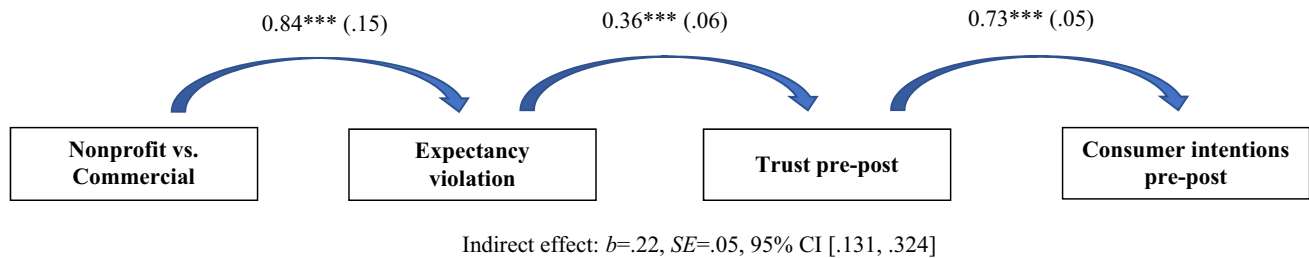 0.84*** (.15)
0.36*** (.06)
0.73*** (.05)
Nonprofit vs.
Commercial
Expectancy
violation
Trust pre-post
Consumer intentions
pre-post
Indirect effect: b=.22, SE=.05, 95% CI [.131, .324]